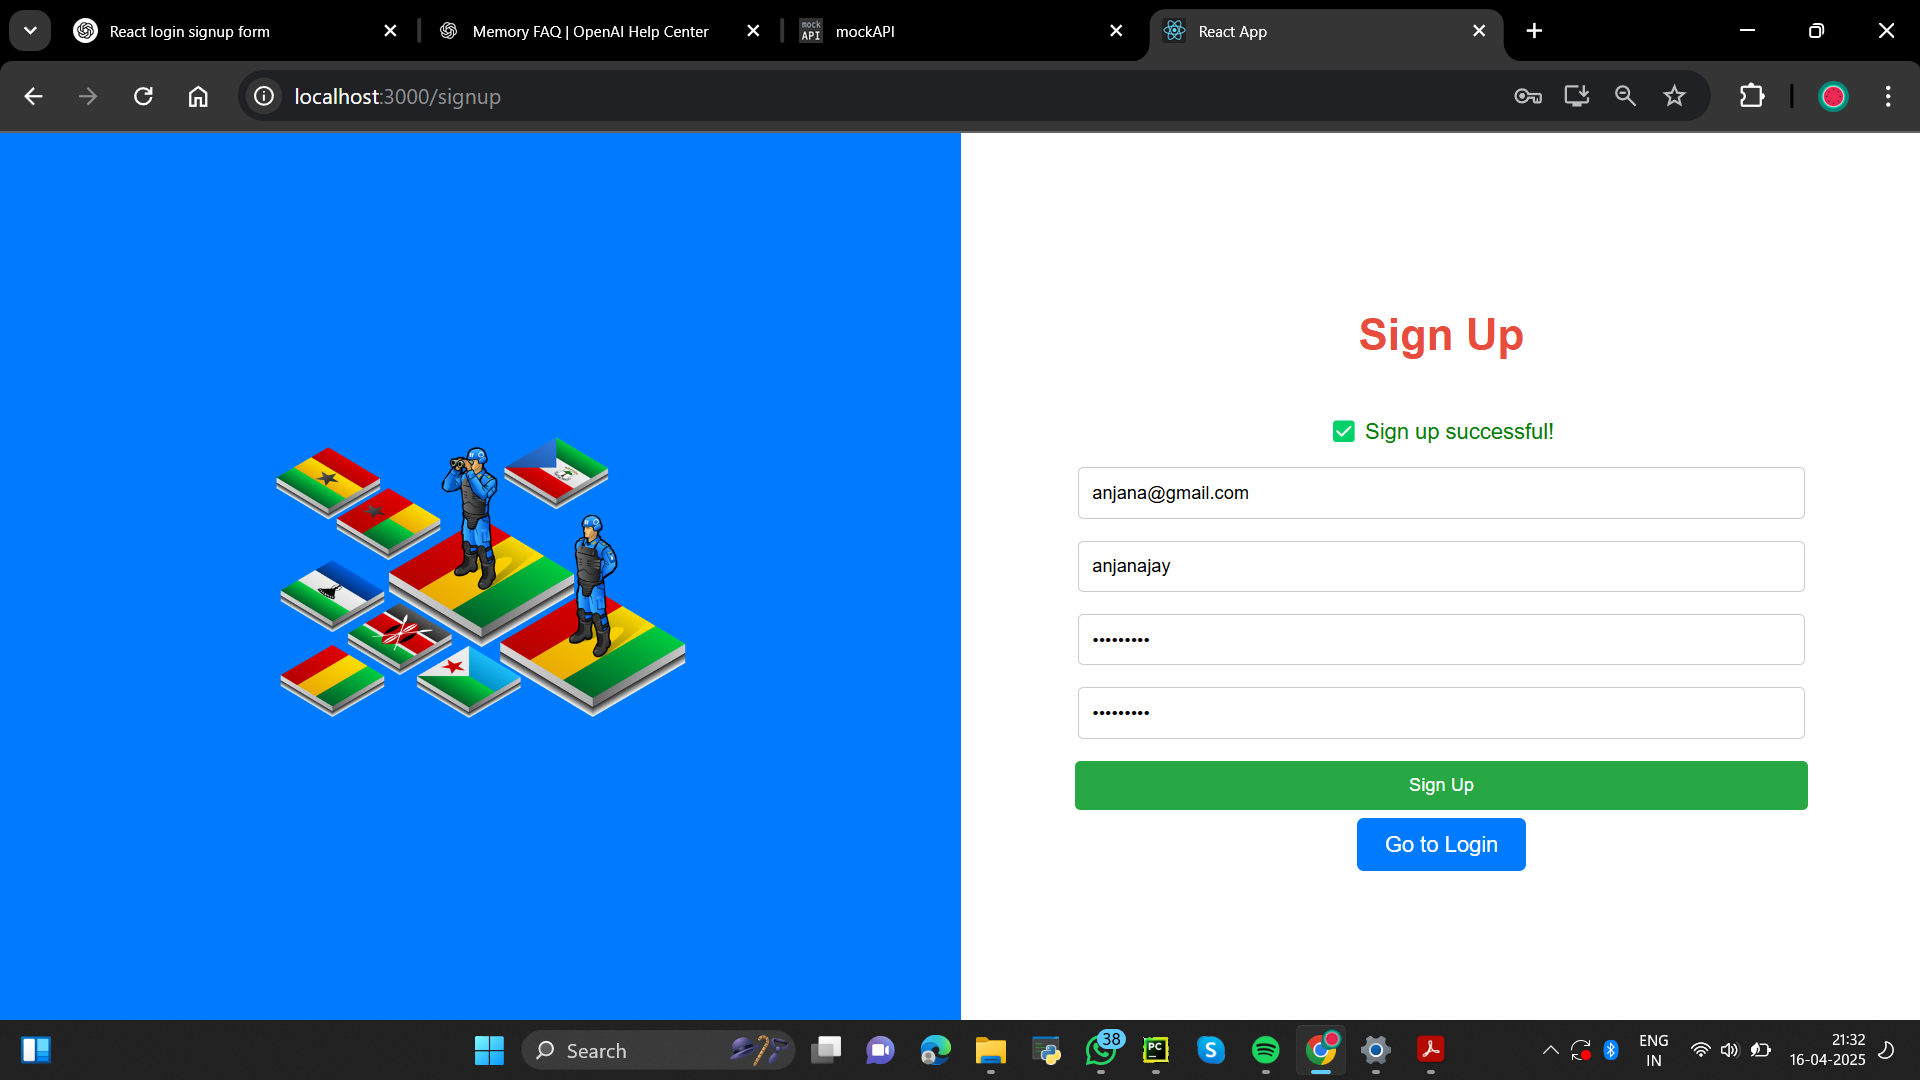 React login signup form
Memory FAQ | OpenAI Help Center
mock
API
mockAPI
React App
localhost:3000/signup
Sign Up
Sign up successful!
anjana@gmail.com
anjanajay
•••••••••
•••••••••
Sign Up
Go to Login
Search
38
PC
ENG
IN
21:32
16-04-2025